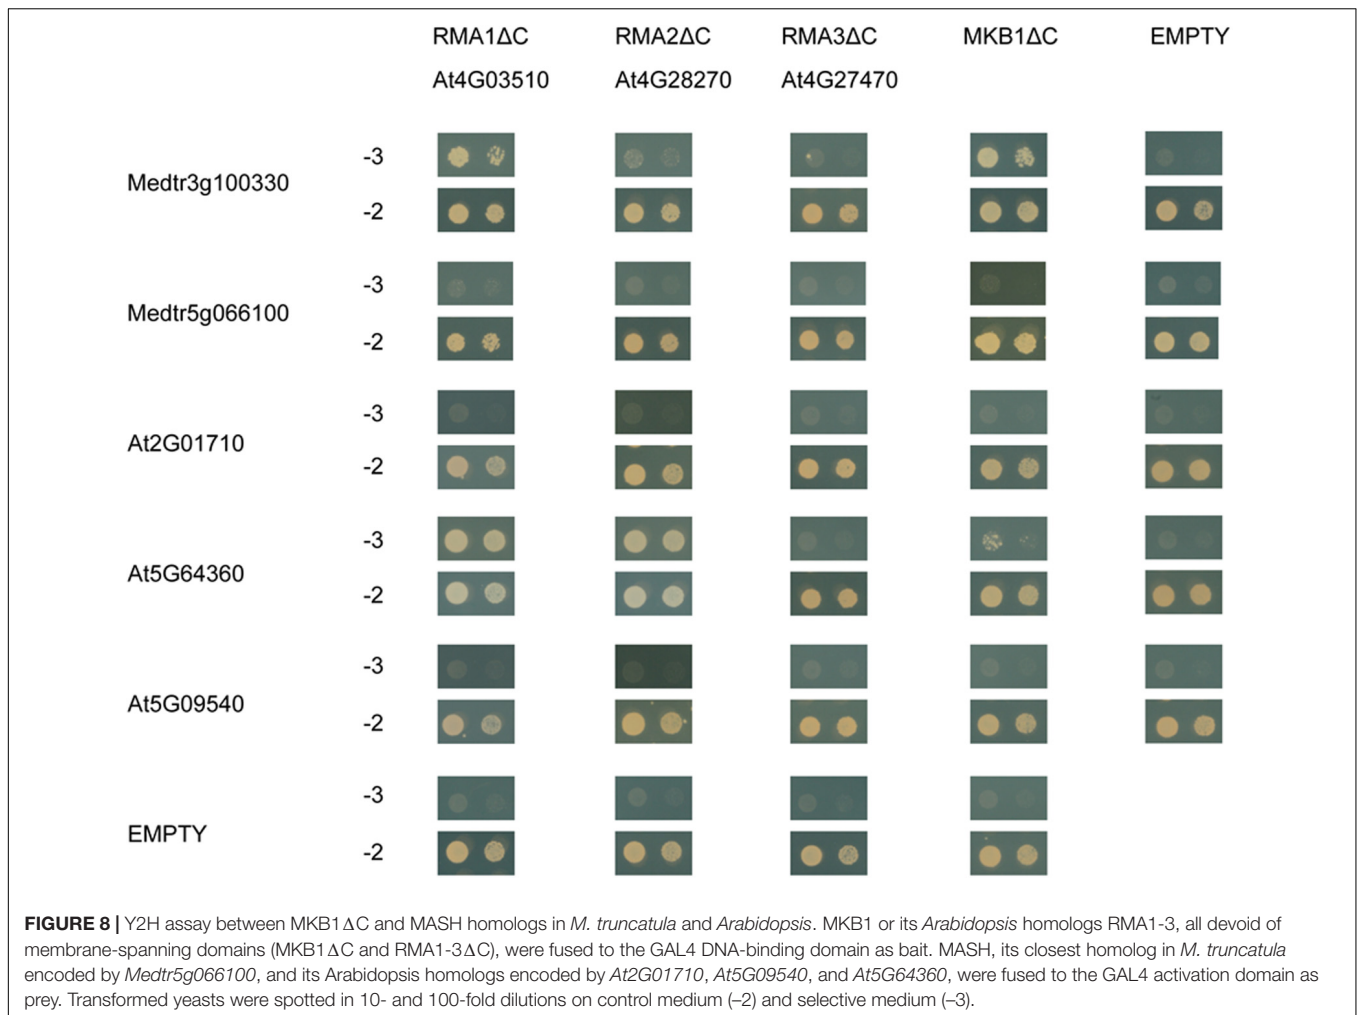 RMA1ΔC RMA2ΔC RMA3ΔC MKB1ΔC EMPTY
At4G03510 At4G28270 At4G27470
-3
Medtr3g100330
-2
-3
Medtr5g066100
-2
-3
At2G01710
-2
-3
At5G64360
-2
-3
At5G09540
-2
-3
EMPTY
-2
FIGURE 8 | Y2H assay between MKB1ΔC and MASH homologs in M. truncatula and Arabidopsis. MKB1 or its Arabidopsis homologs RMA1-3, all devoid of
membrane-spanning domains (MKB1ΔC and RMA1-3ΔC), were fused to the GAL4 DNA-binding domain as bait. MASH, its closest homolog in M. truncatula
encoded by Medtr5g066100, and its Arabidopsis homologs encoded by At2G01710, At5G09540, and At5G64360, were fused to the GAL4 activation domain as
prey. Transformed yeasts were spotted in 10- and 100-fold dilutions on control medium (–2) and selective medium (–3).